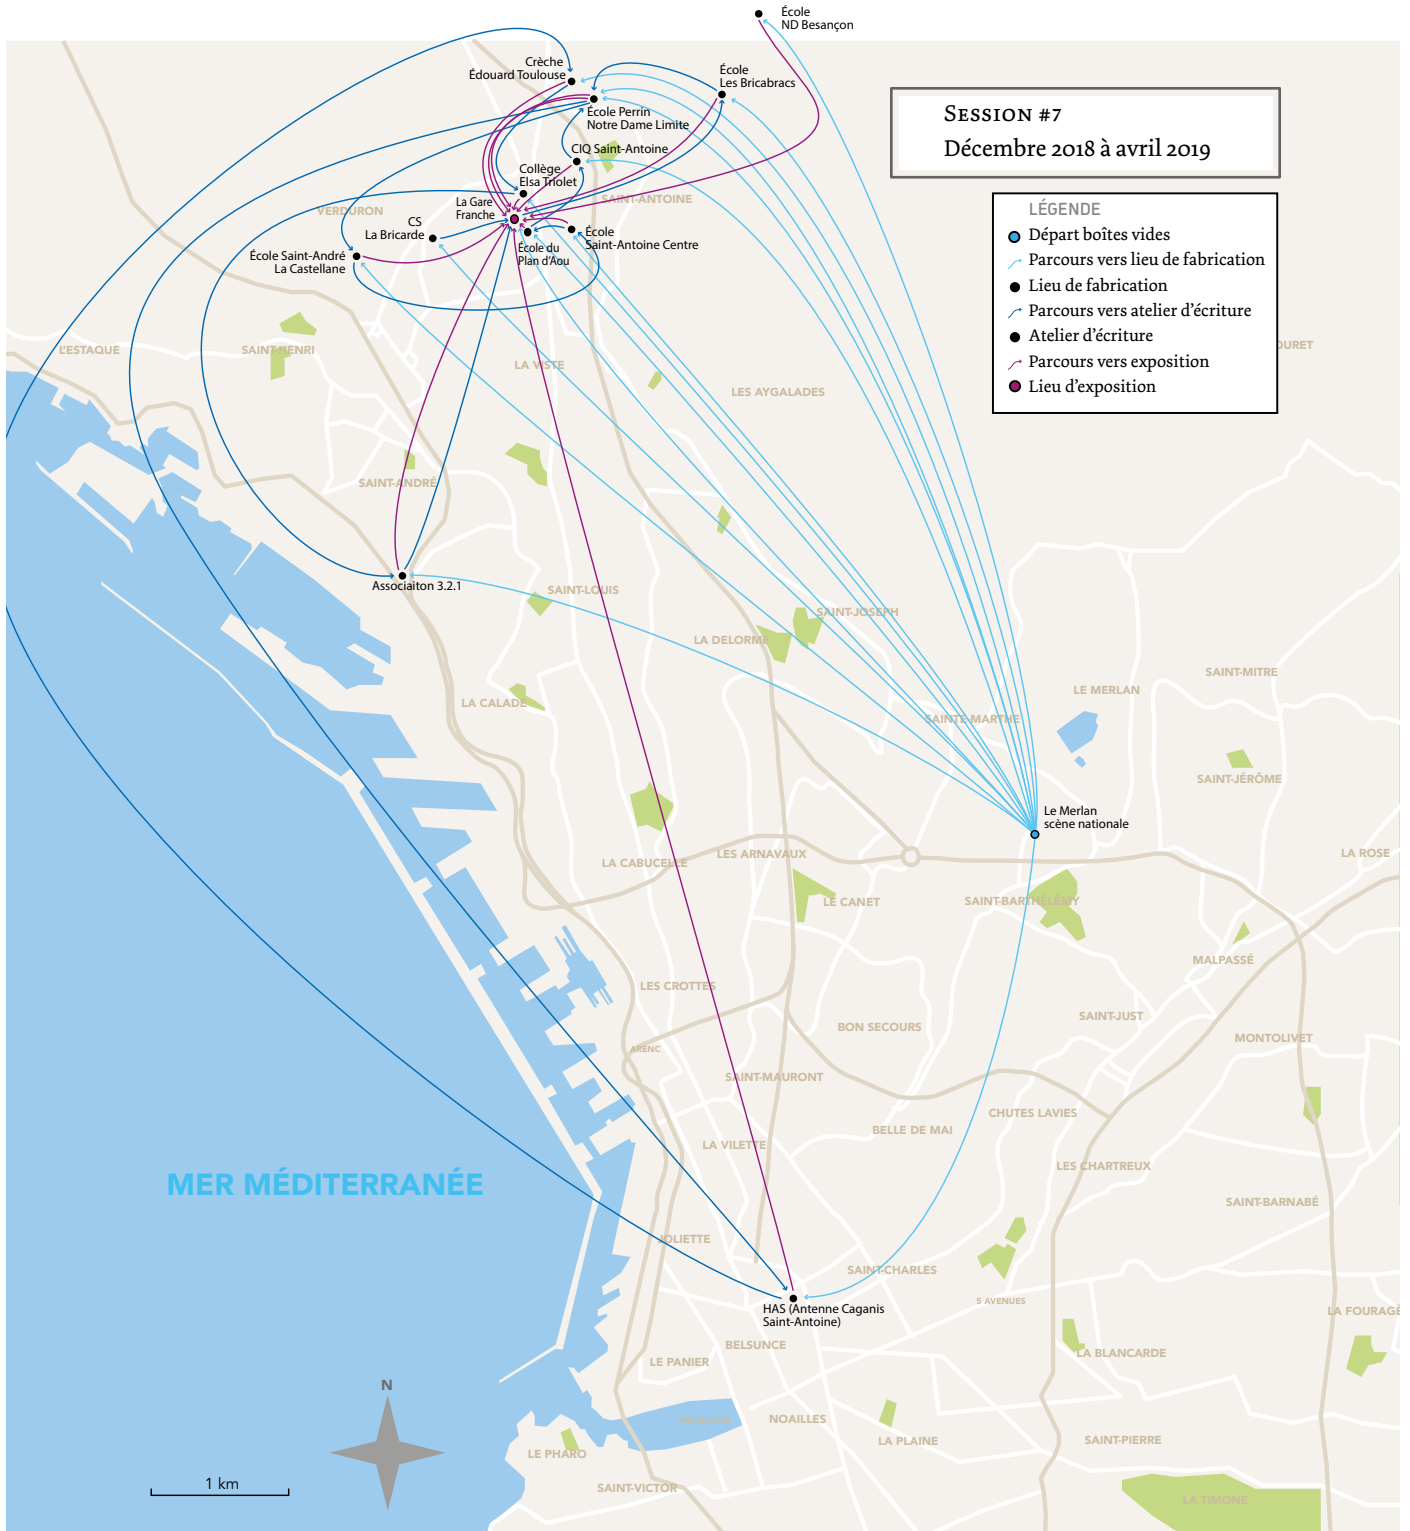 École
ND Besançon
Crèche
Édouard Toulouse
École
Les Bricabracs
École Perrin
Notre Dame Limite
SESSION #7
Décembre 2018 à avril 2019
CIQ Saint-Antoine
Collège
Elsa Triolet
La Gare
Franche
SAINT-ANTOINE
VERDURON
CS
La Bricarde
École
Saint-Antoine Centre
École du
Plan d'Aou
École Saint-André
La Castellane
LÉGENDE
Départ boîtes vides
Parcours vers lieu de fabrication
Lieu de fabrication
Parcours vers atelier d'écriture
Atelier d'écriture
Parcours vers exposition
Lieu d'exposition
L'ESTAQUE
SAINT-HENRI
OURET
LA VISTE
LES AYGALADES
SAINT-ANDRÉ
Associaiton 3.2.1
SAINT-LOUIS
SAINT-JOSEPH
LA DELORME
SAINT-MITRE
LE MERLAN
LA CALADE
SAINTE MARTHE
SAINT-JÉRÔME
Le Merlan
scène nationale
LA CABUCELLE
LES ARNAVAUX
LA ROSE
LE CANET
SAINT-BARTHÉLÉMY
MALPASSÉ
LES CROTTES
BON SECOURS
SAINT-JUST
MONTOLIVET
ARENC
SAINT-MAURONT
CHUTES LAVIES
BELLE DE MAI
LA VILETTE
LES CHARTREUX
MER MÉDITERRANÉE
SAINT-BARNABÉ
JOLIETTE
SAINT-CHARLES
5 AVENUES
HAS (Antenne Caganis
Saint-Antoine)
LA FOURAGÈ
BELSUNCE
LA BLANCARDE
LE PANIER
N
VIEUX-PORT
NOAILLES
LA PLAINE
SAINT-PIERRE
LE PHARO
1 km
SAINT-VICTOR
LA TIMONE